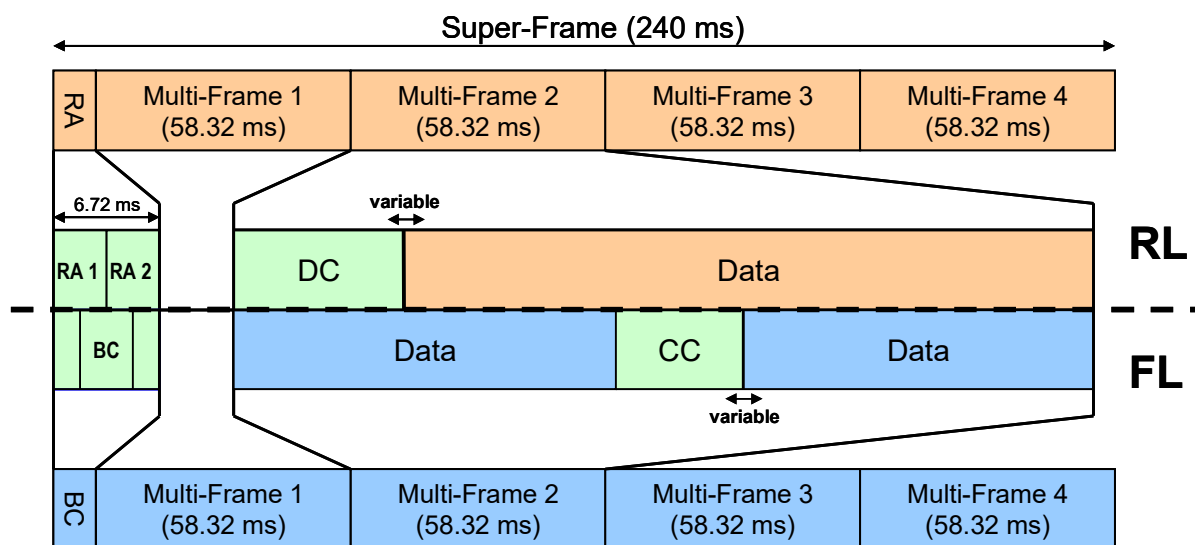 Super-Frame (240 ms)
RA
Multi-Frame 1
(58.32 ms)
Multi-Frame 2
(58.32 ms)
Multi-Frame 3
(58.32 ms)
Multi-Frame 4
(58.32 ms)
6.72 ms
variable
RA 1
RA 2
DC
Data
RL
BC
Data
CC
Data
FL
variable
BC
Multi-Frame 1
(58.32 ms)
Multi-Frame 2
(58.32 ms)
Multi-Frame 3
(58.32 ms)
Multi-Frame 4
(58.32 ms)